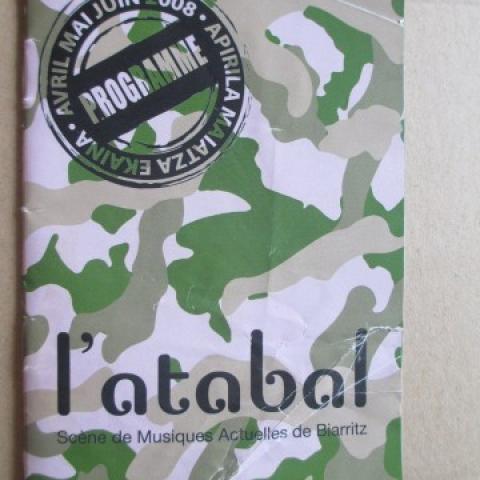 AVRIL MAI JUIN 2008 • APIRILA MAIATZA EKAINA •
PROGRAMME
l'atabal
Scène de Musiques Actuelles de Biarritz